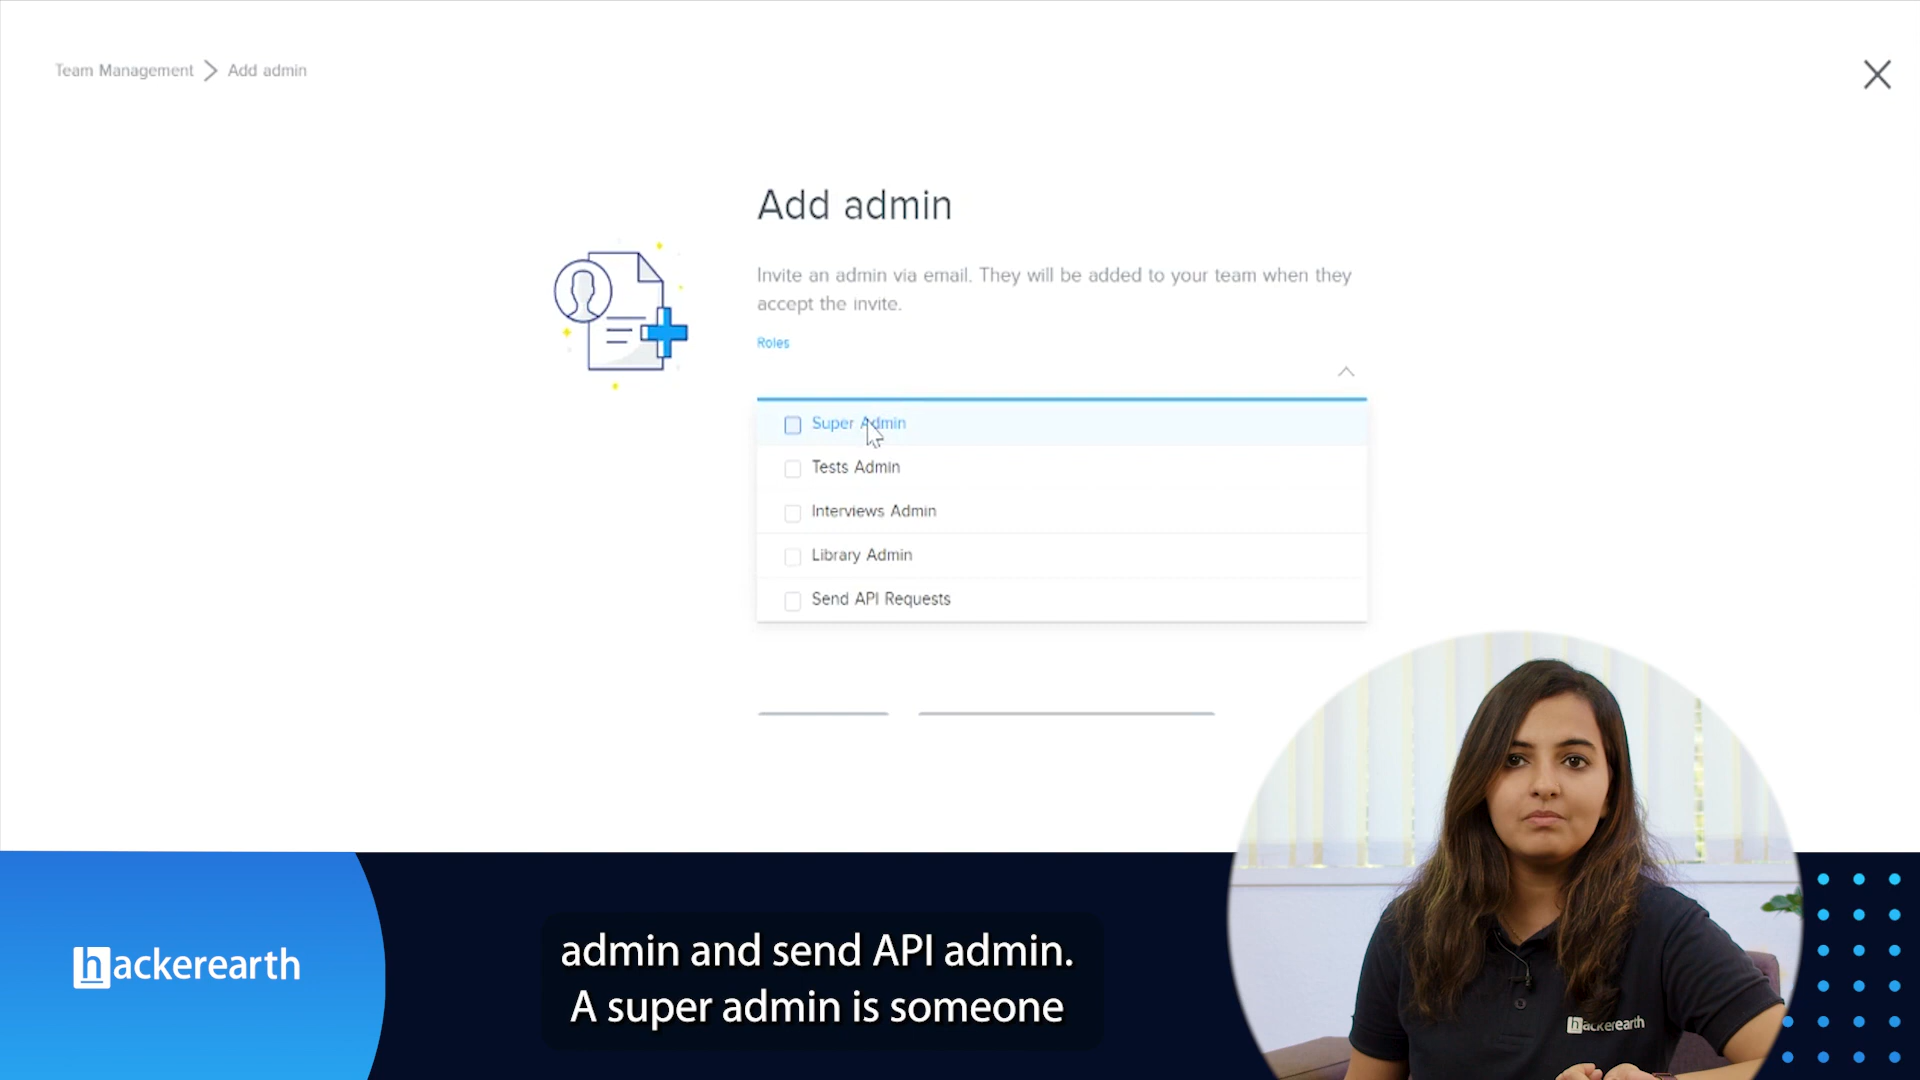 Team Management > Add admin
Add admin
Invite an admin via email. They will be added to your team when they
accept the invite.
Roles
Super Admin
Tests Admin
Interviews Admin
Library Admin
Send API Requests
hackerearth
admin and send API admin.
A super admin is someone
hackerearth